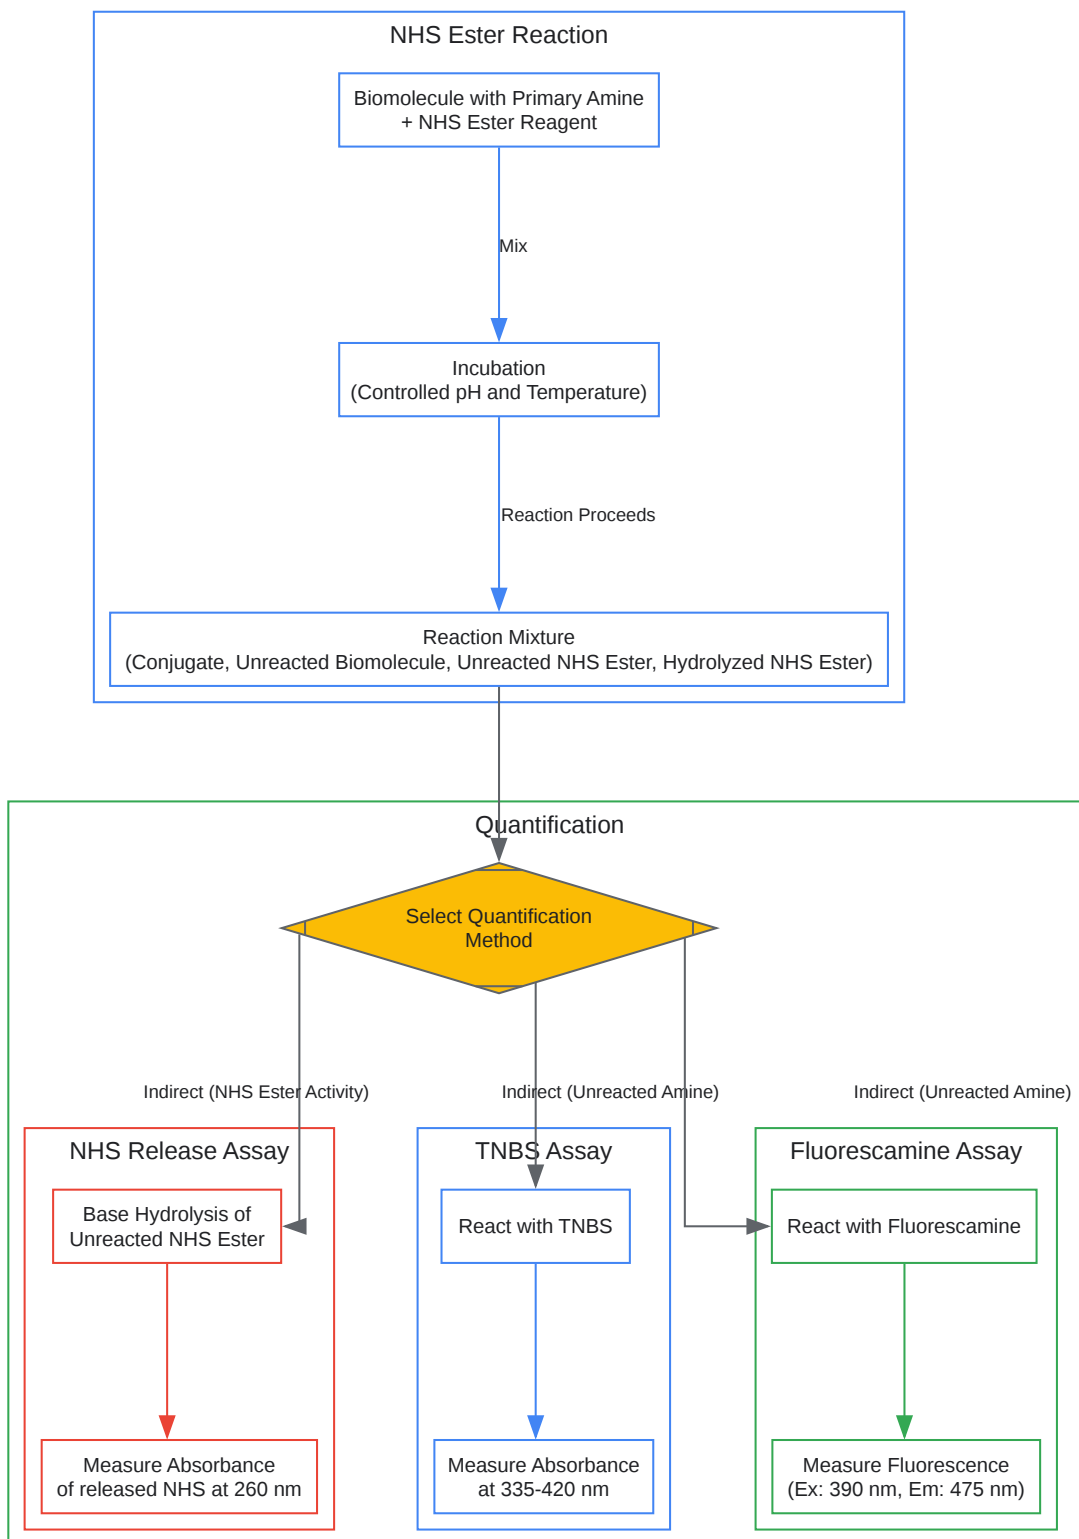 NHS Ester Reaction
Biomolecule with Primary Amine
+ NHS Ester Reagent
Mix
Incubation
(Controlled pH and Temperature)
Reaction Proceeds
Reaction Mixture
(Conjugate, Unreacted Biomolecule, Unreacted NHS Ester, Hydrolyzed NHS Ester)
Quantification
Select Quantification
Method
Indirect (NHS Ester Activity)
Indirect (Unreacted Amine)
Indirect (Unreacted Amine)
NHS Release Assay
Base Hydrolysis of
Unreacted NHS Ester
Measure Absorbance
of released NHS at 260 nm
TNBS Assay
React with TNBS
Measure Absorbance
at 335-420 nm
Fluorescamine Assay
React with Fluorescamine
Measure Fluorescence
(Ex: 390 nm, Em: 475 nm)